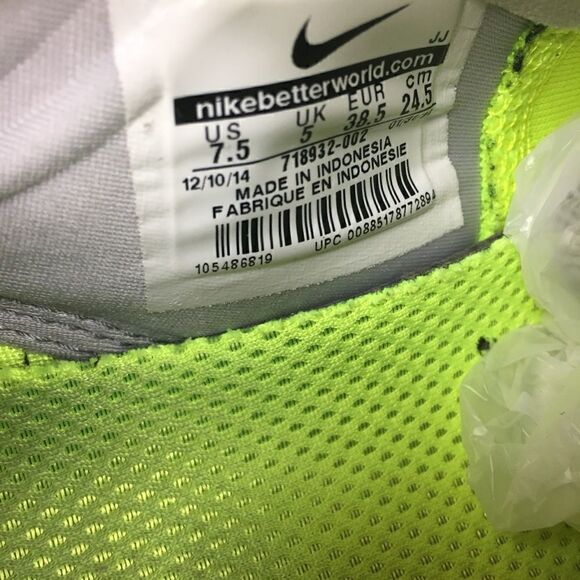 JJ
nikebetterworld.com
US UK EUR cm
7.5 5 38.5 24.5
718932-002
12/10/14
MADE IN INDONESIA
FABRIQUE EN INDONESIE
105486819
UPC 00885178772894